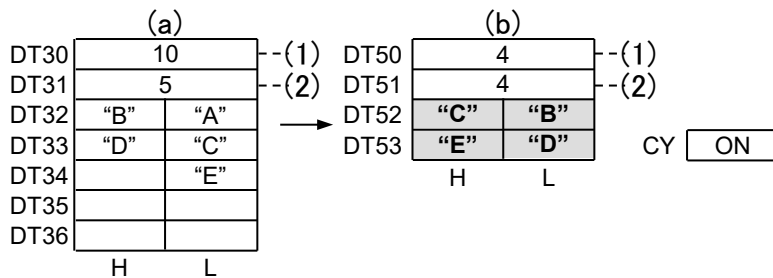 (a) (b)
DT30 10 (1) DT50 4 (1)
DT31 5 (2) DT51 4 (2)
DT32 “B” “A” DT52 “C” “B”
DT33 “D” “C” DT53 “E” “D” CY ON
DT34 “E” H L
DT35
DT36
H L